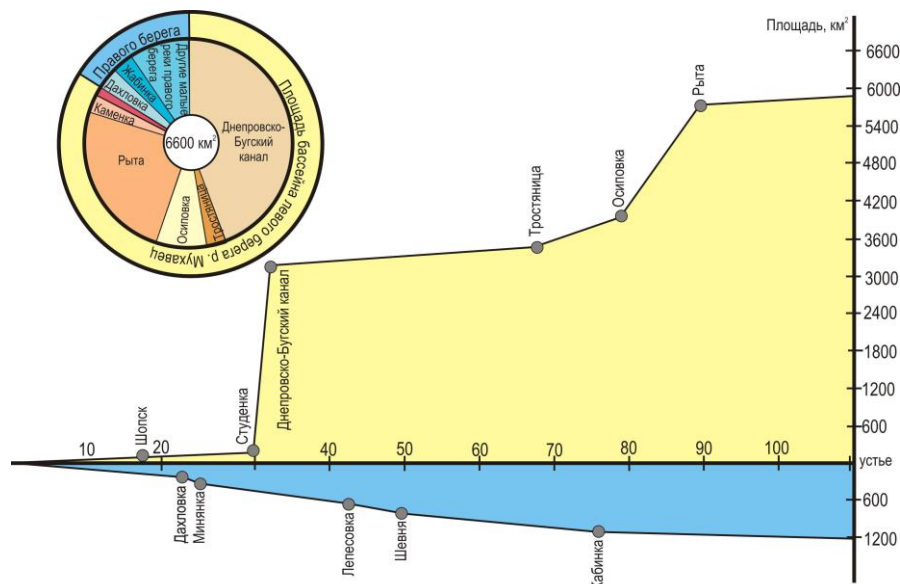 Площадь, км²
Правого берега
Площадь бассейна левого берега р. Мухавец
Другие малые
реки правого
берега
Жабинка
Дахловка
Каменка
Рыта
Осиповка
Тростяница
Днепровско-
Бугский
канал
6600 км²
6600
6000
5400
4800
4200
3600
3000
2400
1800
1200
600
Рыта
Осиповка
Тростяница
Днепровско-Бугский канал
Студенка
Шопск
10
20
30
40
50
60
70
80
90
100
устье
600
1200
Дахловка
Минянка
Лепесовка
Шевня
Жабинка